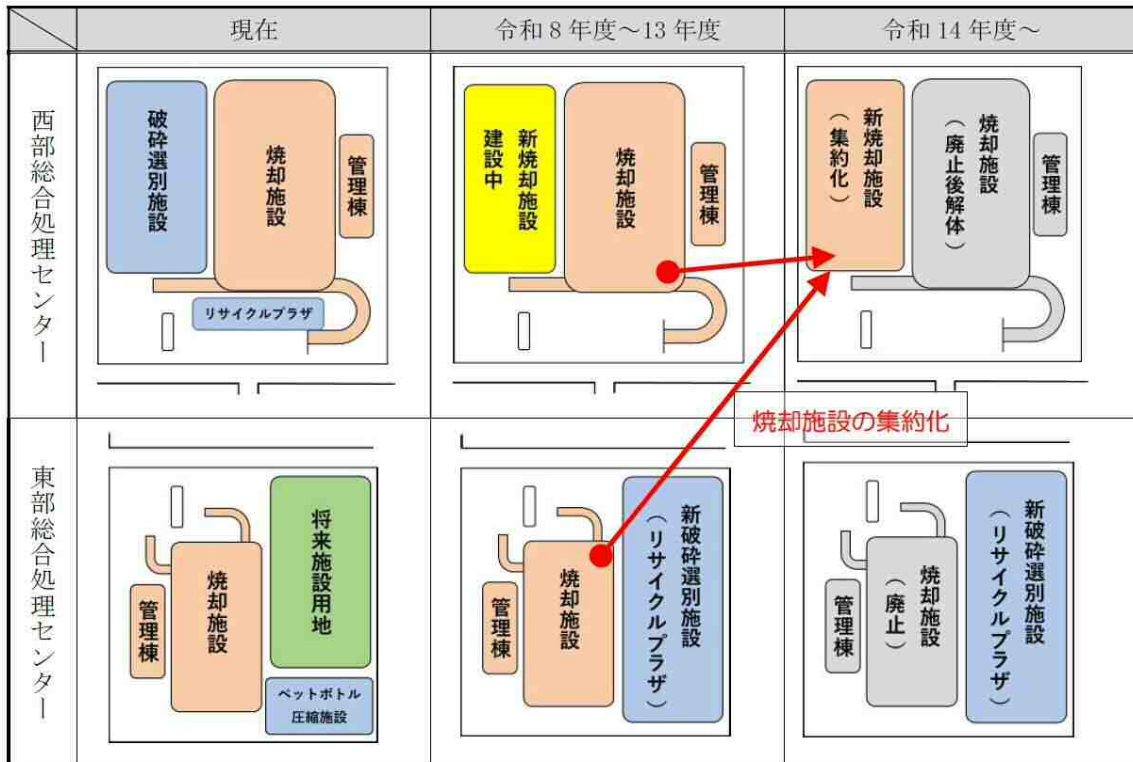 現在
令和8年度～13年度
令和14年度～
西部総合処理センター
破砕選別施設
焼却施設
管理棟
リサイクルプラザ
新焼却施設
建設中
焼却施設
管理棟
新焼却施設
（集約化）
焼却施設
（廃止後解体）
管理棟
焼却施設の集約化
東部総合処理センター
管理棟
焼却施設
将来施設用地
ペットボトル
圧縮施設
管理棟
焼却施設
新破砕選別施設
（リサイクルプラザ）
管理棟
焼却施設
（廃止）
新破砕選別施設
（リサイクルプラザ）